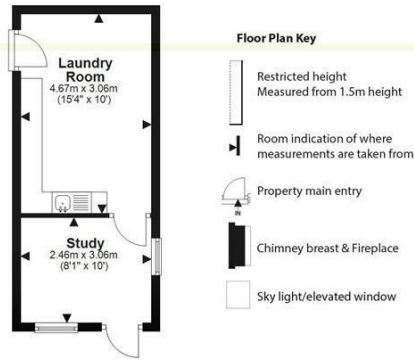 Floor Plan Key
Laundry
Room
4.67m x 3.06m
(15'4" x 10')
Restricted height
Measured from 1.5m height
Room indication of where
measurements are taken from
Property main entry
IN
Study
2.46m x 3.06m
(8'1" x 10')
Chimney breast & Fireplace
Sky light/elevated window